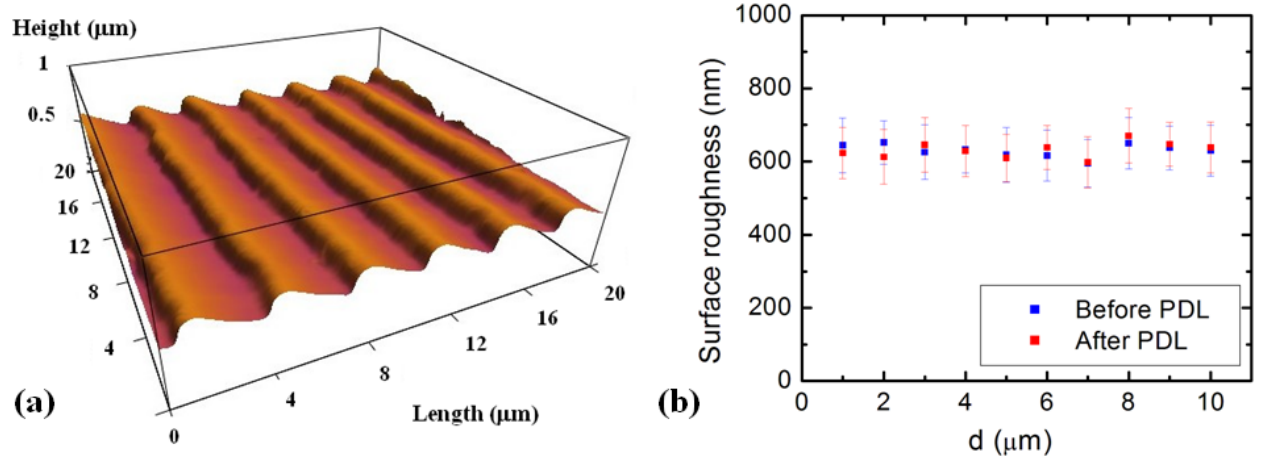 Height (μm)
1
0.5
20
16
12
8
4
0
4
8
12
16
20
Length (μm)
(a)
1000
800
600
400
200
0
Surface roughness (nm)
0 2 4 6 8 10
d (μm)
Before PDL
After PDL
(b)